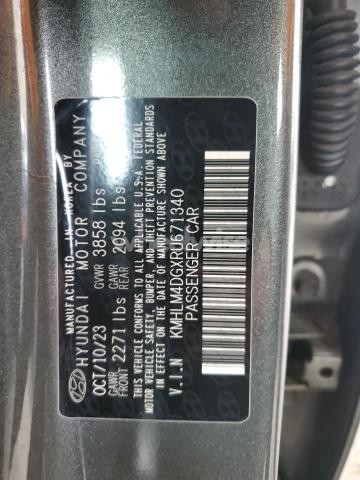 MANUFACTURED IN KOREA BY
HYUNDAI MOTOR COMPANY
OCT/10/23 GVWR 3858 lbs
GAWR FRONT 2271 lbs GAWR REAR 2094 lbs
THIS VEHICLE CONFORMS TO ALL APPLICABLE U.S.A. FEDERAL
MOTOR VEHICLE SAFETY, BUMPER, AND THEFT PREVENTION STANDARDS
IN EFFECT ON THE DATE OF MANUFACTURE SHOWN ABOVE.
V.I.N KMHLM4DGXRU671340
PASSENGER CAR